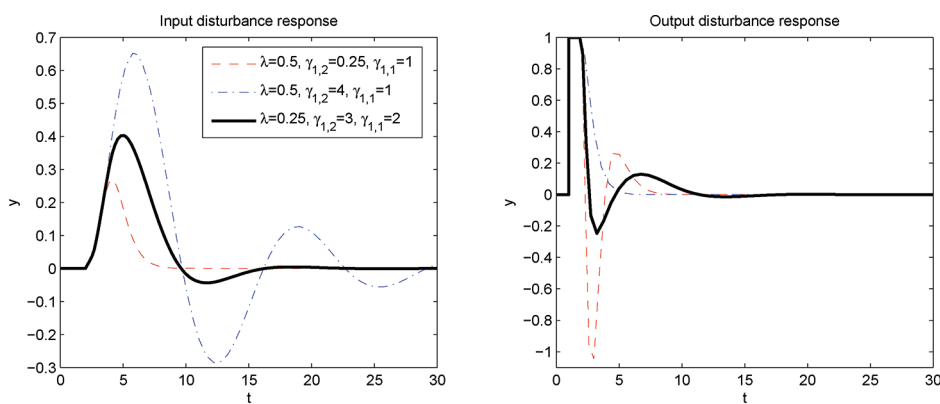 Input disturbance response
0.7
0.6
0.5
0.4
0.3
0.2
0.1
0
−0.1
−0.2
−0.3
y
0 5 10 15 20 25 30
t
λ=0.5, γ1,2=0.25, γ1,1=1
λ=0.5, γ1,2=4, γ1,1=1
λ=0.25, γ1,2=3, γ1,1=2
Output disturbance response
1
0.8
0.6
0.4
0.2
0
−0.2
−0.4
−0.6
−0.8
−1
y
0 5 10 15 20 25 30
t